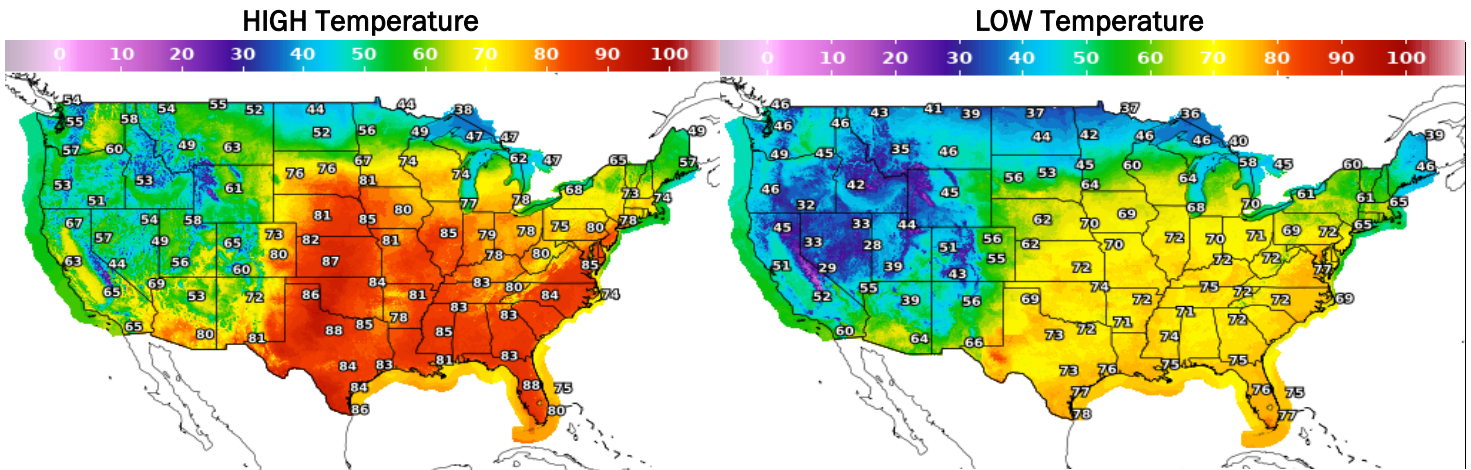 HIGH Temperature
0 10 20 30 40 50 60 70 80 90 100
54 54 55 52 44 44 38
55 58 52 56 49 47 47 49
57 60 49 63 67 74 62 47 65 57
53 53 61 76 76 81 74 68 73 74
51 77 78
67 54 58 81 85 80 78
57 49 65 73 82 81 85 79 78 75 80
63 44 56 60 80 87 78 80 85
65 69 53 72 86 84 81 83 80 84 74
65 80 81 88 85 78 83 83
85
84 83 81 83
84 88 75
86 80
LOW Temperature
0 10 20 30 40 50 60 70 80 90 100
46 43 41 39 37 37 36
46 46 44 42 46 46 40 39
49 45 35 46 45 60 58 45 60 46
46 42 45 56 53 64 64 61 61 65
32 68 70
45 33 44 62 70 69 65
33 28 51 56 62 70 72 70 71 69 72
51 29 39 43 55 72 72 72 77
52 55 39 56 69 74 72 75 72 72 69
60 64 66 73 72 71 71 72
74
73 76 75 75
77 76 75
78 77